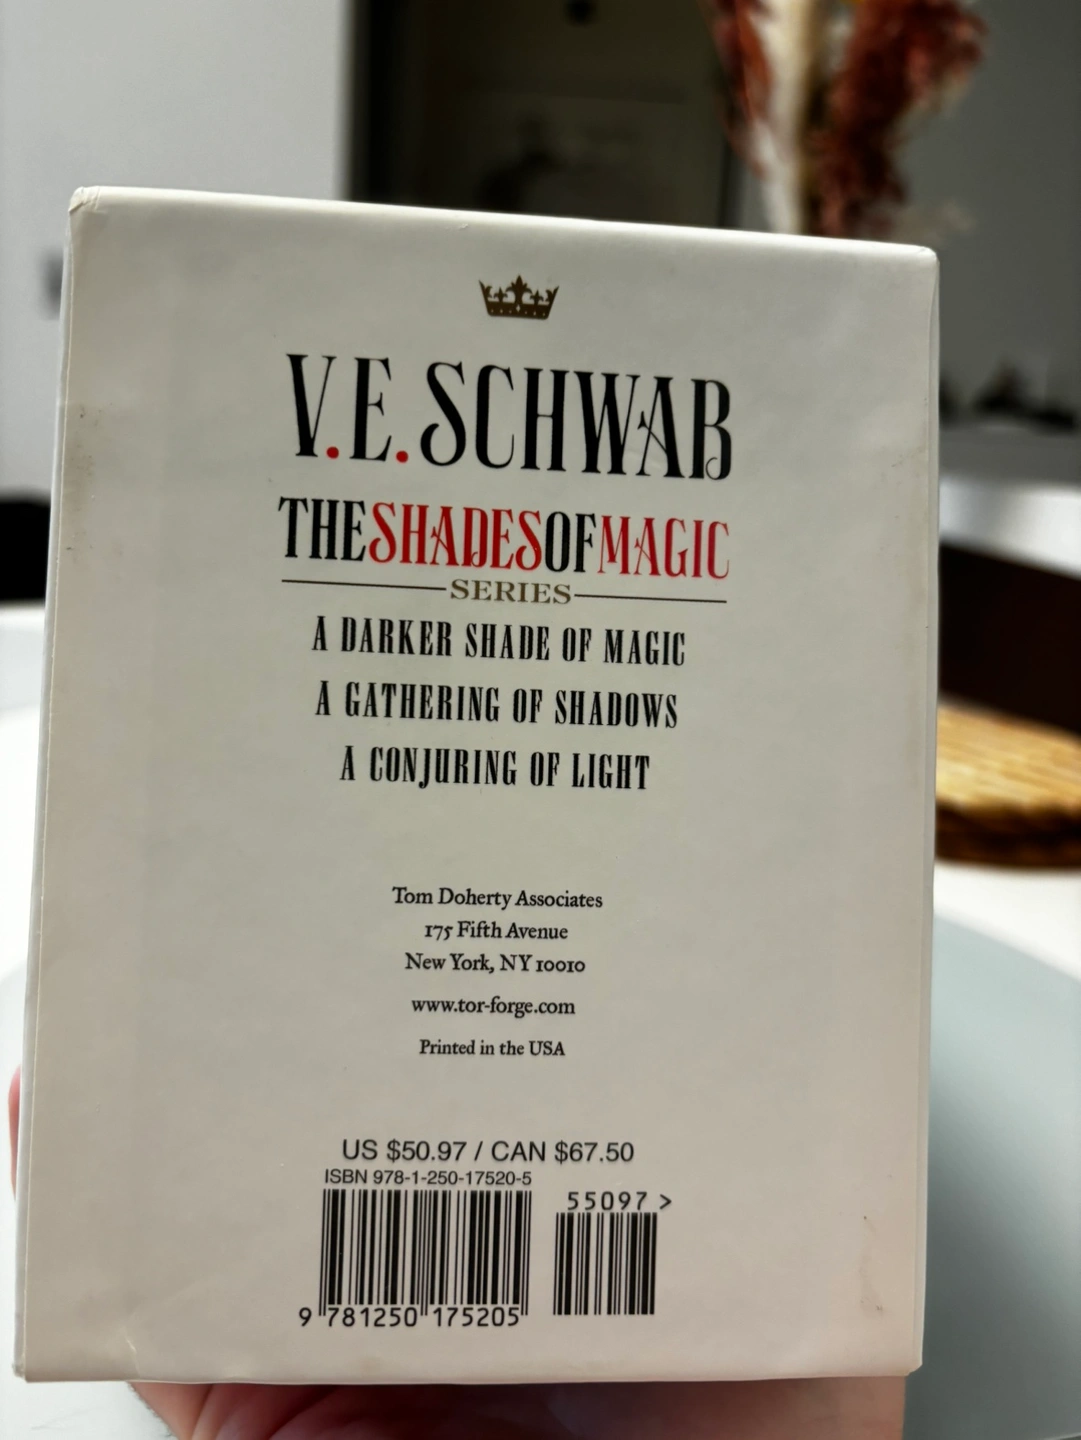 V.E. SCHWAB
THE SHADES OF MAGIC
SERIES
A DARKER SHADE OF MAGIC
A GATHERING OF SHADOWS
A CONJURING OF LIGHT
Tom Doherty Associates
175 Fifth Avenue
New York, NY 10010
www.tor-forge.com
Printed in the USA
US $50.97 / CAN $67.50
ISBN 978-1-250-17520-5
55097 >
9 781250 175205